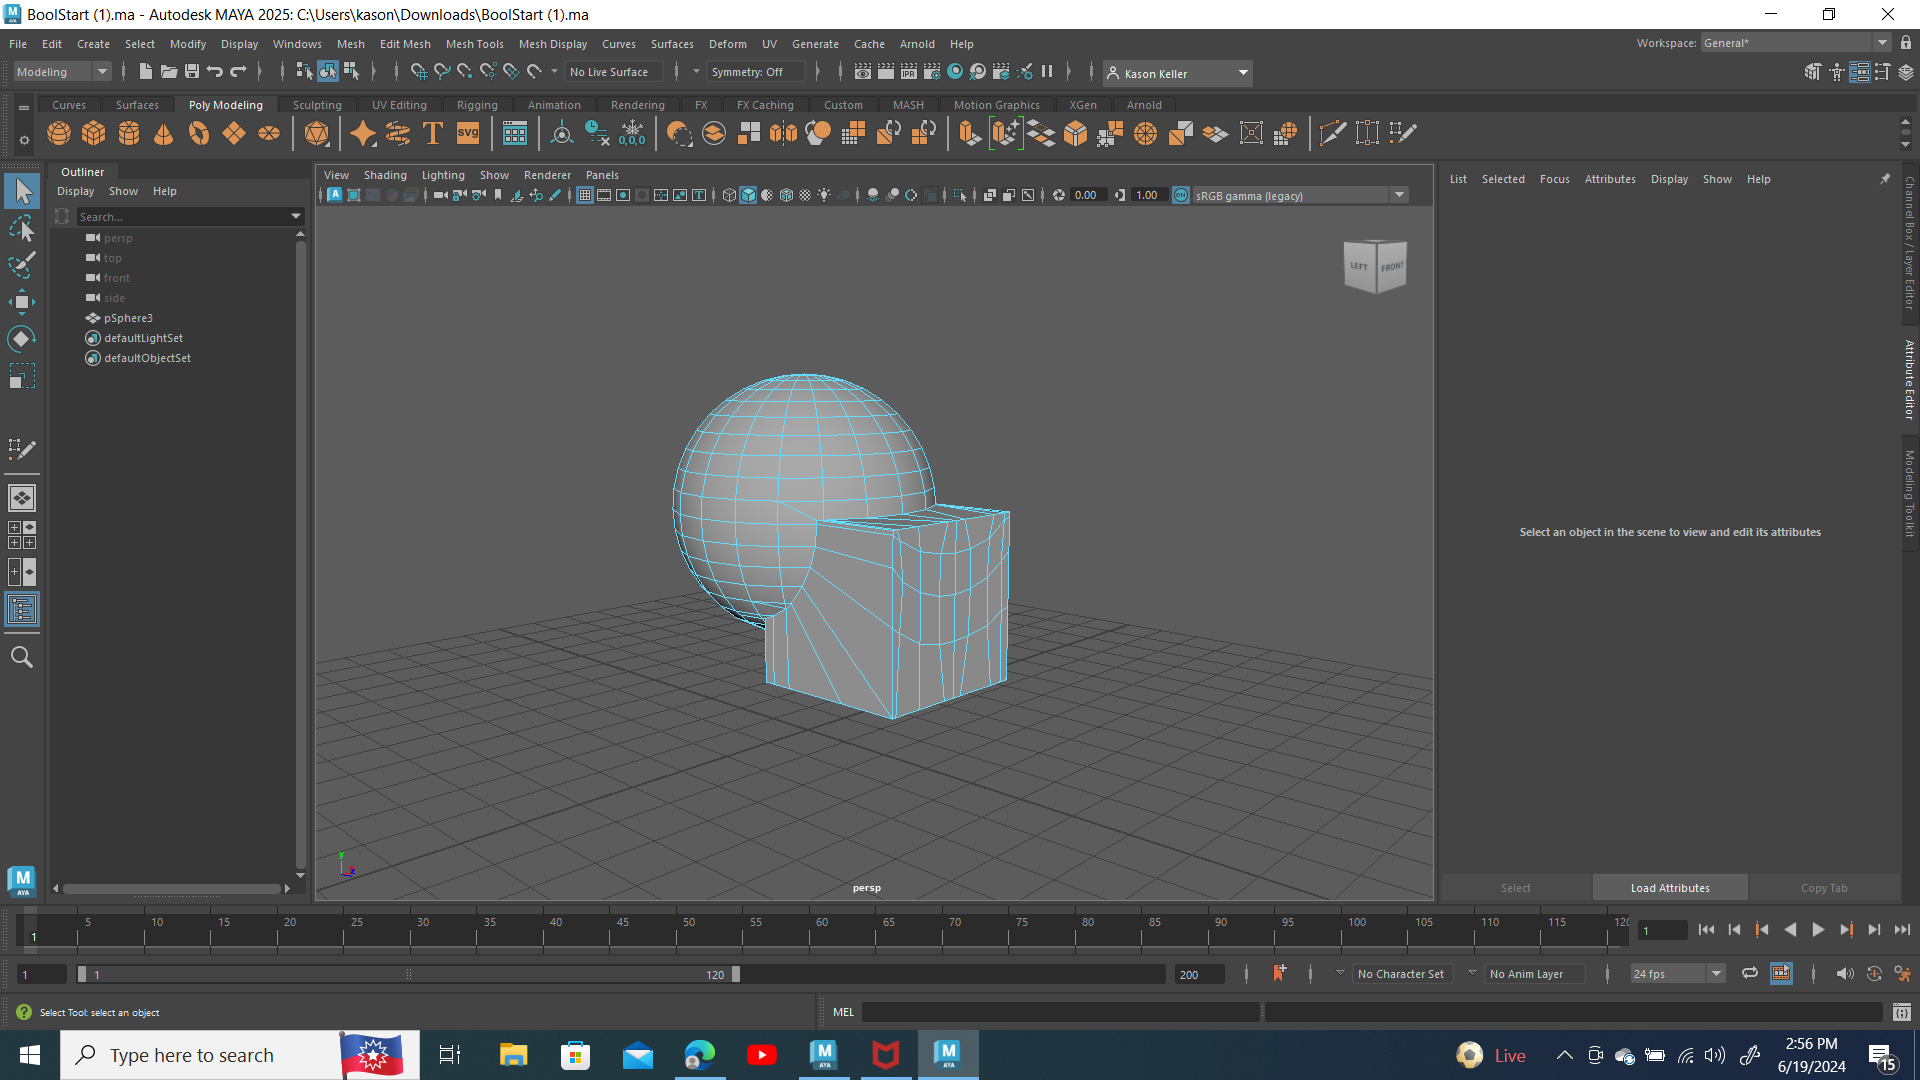 BoolStart (1).ma - Autodesk MAYA 2025: C:\Users\kason\Downloads\BoolStart (1).ma
File Edit Create Select Modify Display Windows Mesh Edit Mesh Mesh Tools Mesh Display Curves Surfaces Deform UV Generate Cache Arnold Help Workspace: General*
Modeling No Live Surface Symmetry: Off IPR Kason Keller
Curves Surfaces Poly Modeling Sculpting UV Editing Rigging Animation Rendering FX FX Caching Custom MASH Motion Graphics XGen Arnold
T SVG 0,0,0
Outliner
Display Show Help
Search...
persp
top
front
side
pSphere3
defaultLightSet
defaultObjectSet
View Shading Lighting Show Renderer Panels
0.00 1.00 ON sRGB gamma (legacy)
LEFT FRONT
y
z
persp
List Selected Focus Attributes Display Show Help
Channel Box / Layer Editor
Attribute Editor
Modeling Toolkit
Select an object in the scene to view and edit its attributes
Select Load Attributes Copy Tab
M
AYA
5 10 15 20 25 30 35 40 45 50 55 60 65 70 75 80 85 90 95 100 105 110 115 120
1 1
1 1 120 200 No Character Set No Anim Layer 24 fps
Select Tool: select an object MEL
Type here to search Live 2:56 PM
6/19/2024 15